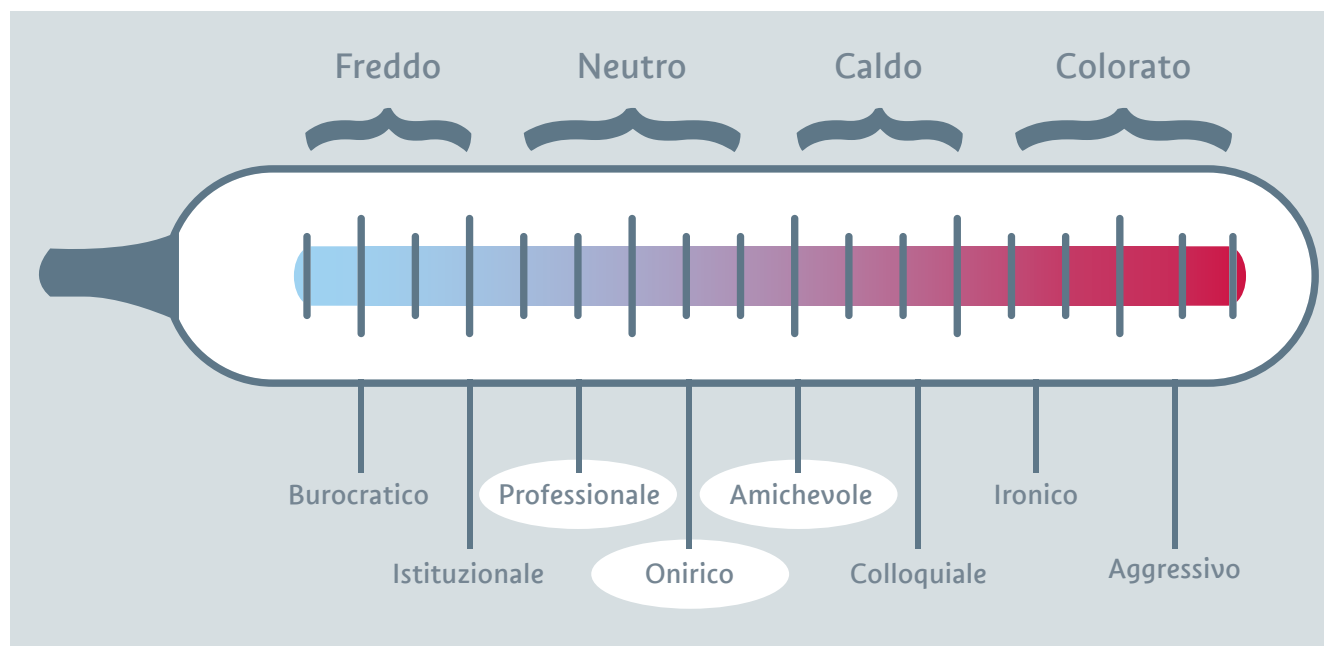 Freddo Neutro Caldo Colorato
Burocratico Professionale Amichevole Ironico
Istituzionale Onirico Colloquiale Aggressivo